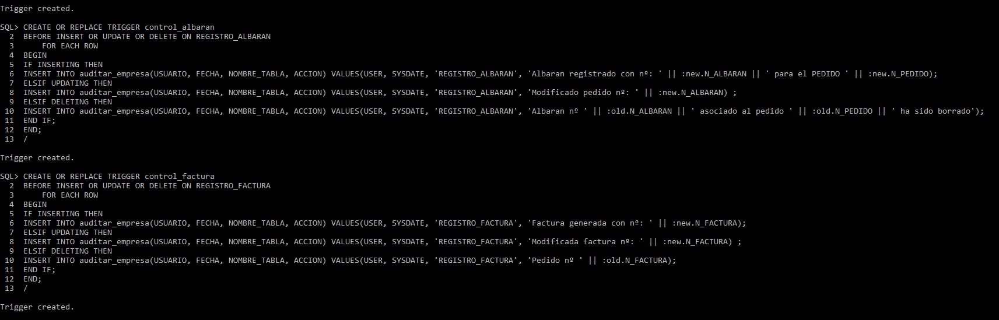 Trigger created.
SQL> CREATE OR REPLACE TRIGGER control_albaran
  2  BEFORE INSERT OR UPDATE OR DELETE ON REGISTRO_ALBARAN
  3      FOR EACH ROW
  4  BEGIN
  5  IF INSERTING THEN
  6  INSERT INTO auditar_empresa(USUARIO, FECHA, NOMBRE_TABLA, ACCION) VALUES(USER, SYSDATE, 'REGISTRO_ALBARAN', 'Albaran registrado con nº: ' || :new.N_ALBARAN || ' para el PEDIDO ' || :new.N_PEDIDO);
  7  ELSIF UPDATING THEN
  8  INSERT INTO auditar_empresa(USUARIO, FECHA, NOMBRE_TABLA, ACCION) VALUES(USER, SYSDATE, 'REGISTRO_ALBARAN', 'Modificado pedido nº: ' || :new.N_ALBARAN) ;
  9  ELSIF DELETING THEN
 10  INSERT INTO auditar_empresa(USUARIO, FECHA, NOMBRE_TABLA, ACCION) VALUES(USER, SYSDATE, 'REGISTRO_ALBARAN', 'Albaran nº ' || :old.N_ALBARAN || ' asociado al pedido ' || :old.N_PEDIDO || ' ha sido borrado');
 11  END IF;
 12  END;
 13  /
Trigger created.
SQL> CREATE OR REPLACE TRIGGER control_factura
  2  BEFORE INSERT OR UPDATE OR DELETE ON REGISTRO_FACTURA
  3      FOR EACH ROW
  4  BEGIN
  5  IF INSERTING THEN
  6  INSERT INTO auditar_empresa(USUARIO, FECHA, NOMBRE_TABLA, ACCION) VALUES(USER, SYSDATE, 'REGISTRO_FACTURA', 'Factura generada con nº: ' || :new.N_FACTURA);
  7  ELSIF UPDATING THEN
  8  INSERT INTO auditar_empresa(USUARIO, FECHA, NOMBRE_TABLA, ACCION) VALUES(USER, SYSDATE, 'REGISTRO_FACTURA', 'Modificada factura nº: ' || :new.N_FACTURA) ;
  9  ELSIF DELETING THEN
 10  INSERT INTO auditar_empresa(USUARIO, FECHA, NOMBRE_TABLA, ACCION) VALUES(USER, SYSDATE, 'REGISTRO_FACTURA', 'Pedido nº ' || :old.N_FACTURA);
 11  END IF;
 12  END;
 13  /
Trigger created.